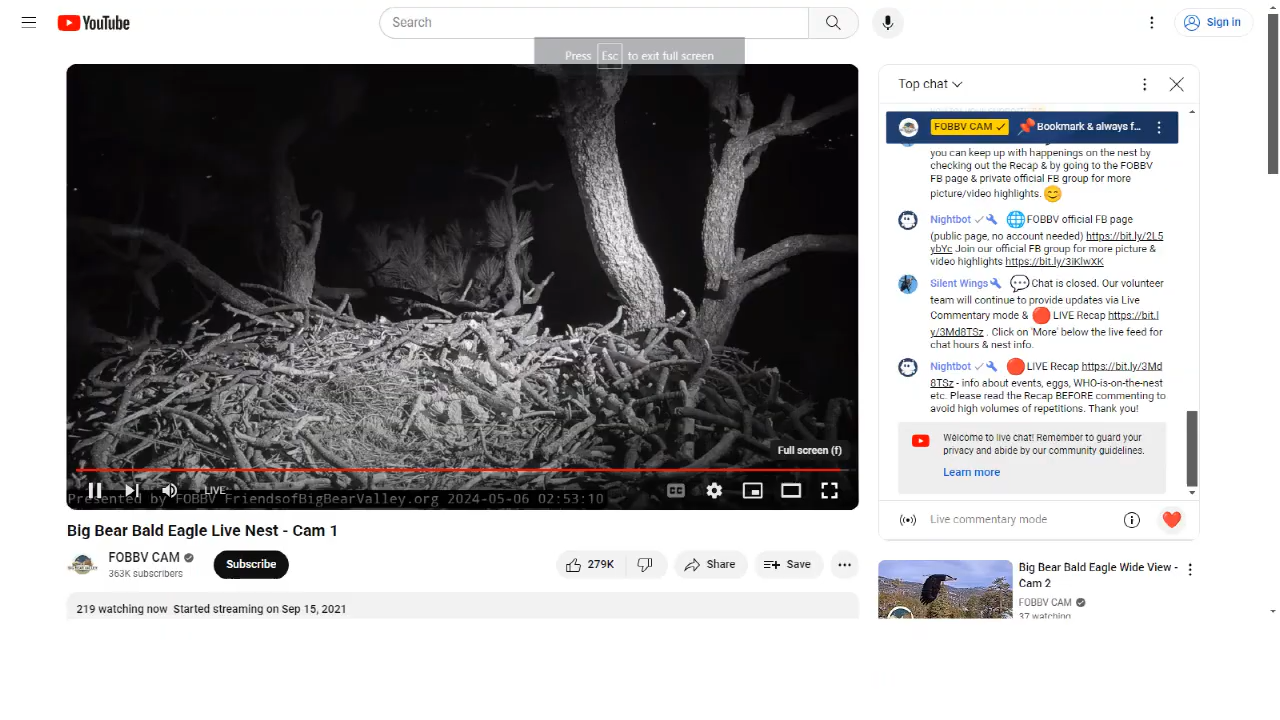 YouTube
Search
Sign in
Press Esc to exit full screen
Full screen (f)
LIVE
CC
Presented by FOBBV FriendsofBigBearValley.org 2024-05-06 02:53:10
Big Bear Bald Eagle Live Nest - Cam 1
FOBBV CAM
363K subscribers
Subscribe
279K
Share
Save
219 watching now Started streaming on Sep 15, 2021
Top chat
FOBBV CAM ✓ 📌Bookmark & always f...
you can keep up with happenings on the nest by
checking out the Recap & by going to the FOBBV
FB page & private official FB group for more
picture/video highlights.😊
Nightbot ✓🔧 🌐FOBBV official FB page
(public page, no account needed) https://bit.ly/2L5
ybYc Join our official FB group for more picture &
video highlights https://bit.ly/3iKlwXK
Silent Wings🔧 💬Chat is closed. Our volunteer
team will continue to provide updates via Live
Commentary mode & 🔴LIVE Recap https://bit.l
y/3Md8TSz . Click on 'More' below the live feed for
chat hours & nest info.
Nightbot ✓🔧 🔴LIVE Recap https://bit.ly/3Md
8TSz - info about events, eggs, WHO-is-on-the-nest
etc. Please read the Recap BEFORE commenting to
avoid high volumes of repetitions. Thank you!
Welcome to live chat! Remember to guard your
privacy and abide by our community guidelines.
Learn more
Live commentary mode
Big Bear Bald Eagle Wide View -
Cam 2
FOBBV CAM
37 watching